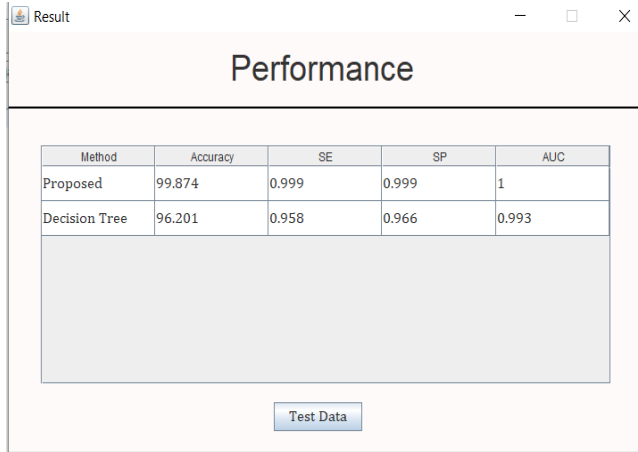 Result
Performance
Method Accuracy SE SP AUC
Proposed 99.874 0.999 0.999 1
Decision Tree 96.201 0.958 0.966 0.993
Test Data